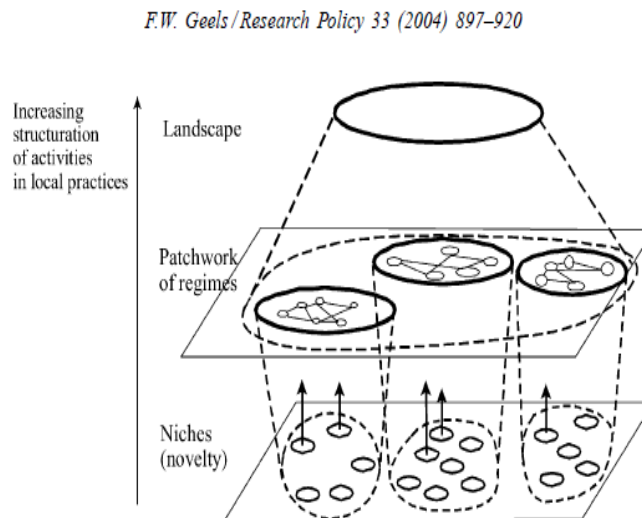 F.W. Geels / Research Policy 33 (2004) 897–920
Increasing
structuration
of activities
in local practices
Landscape
Patchwork
of regimes
Niches
(novelty)